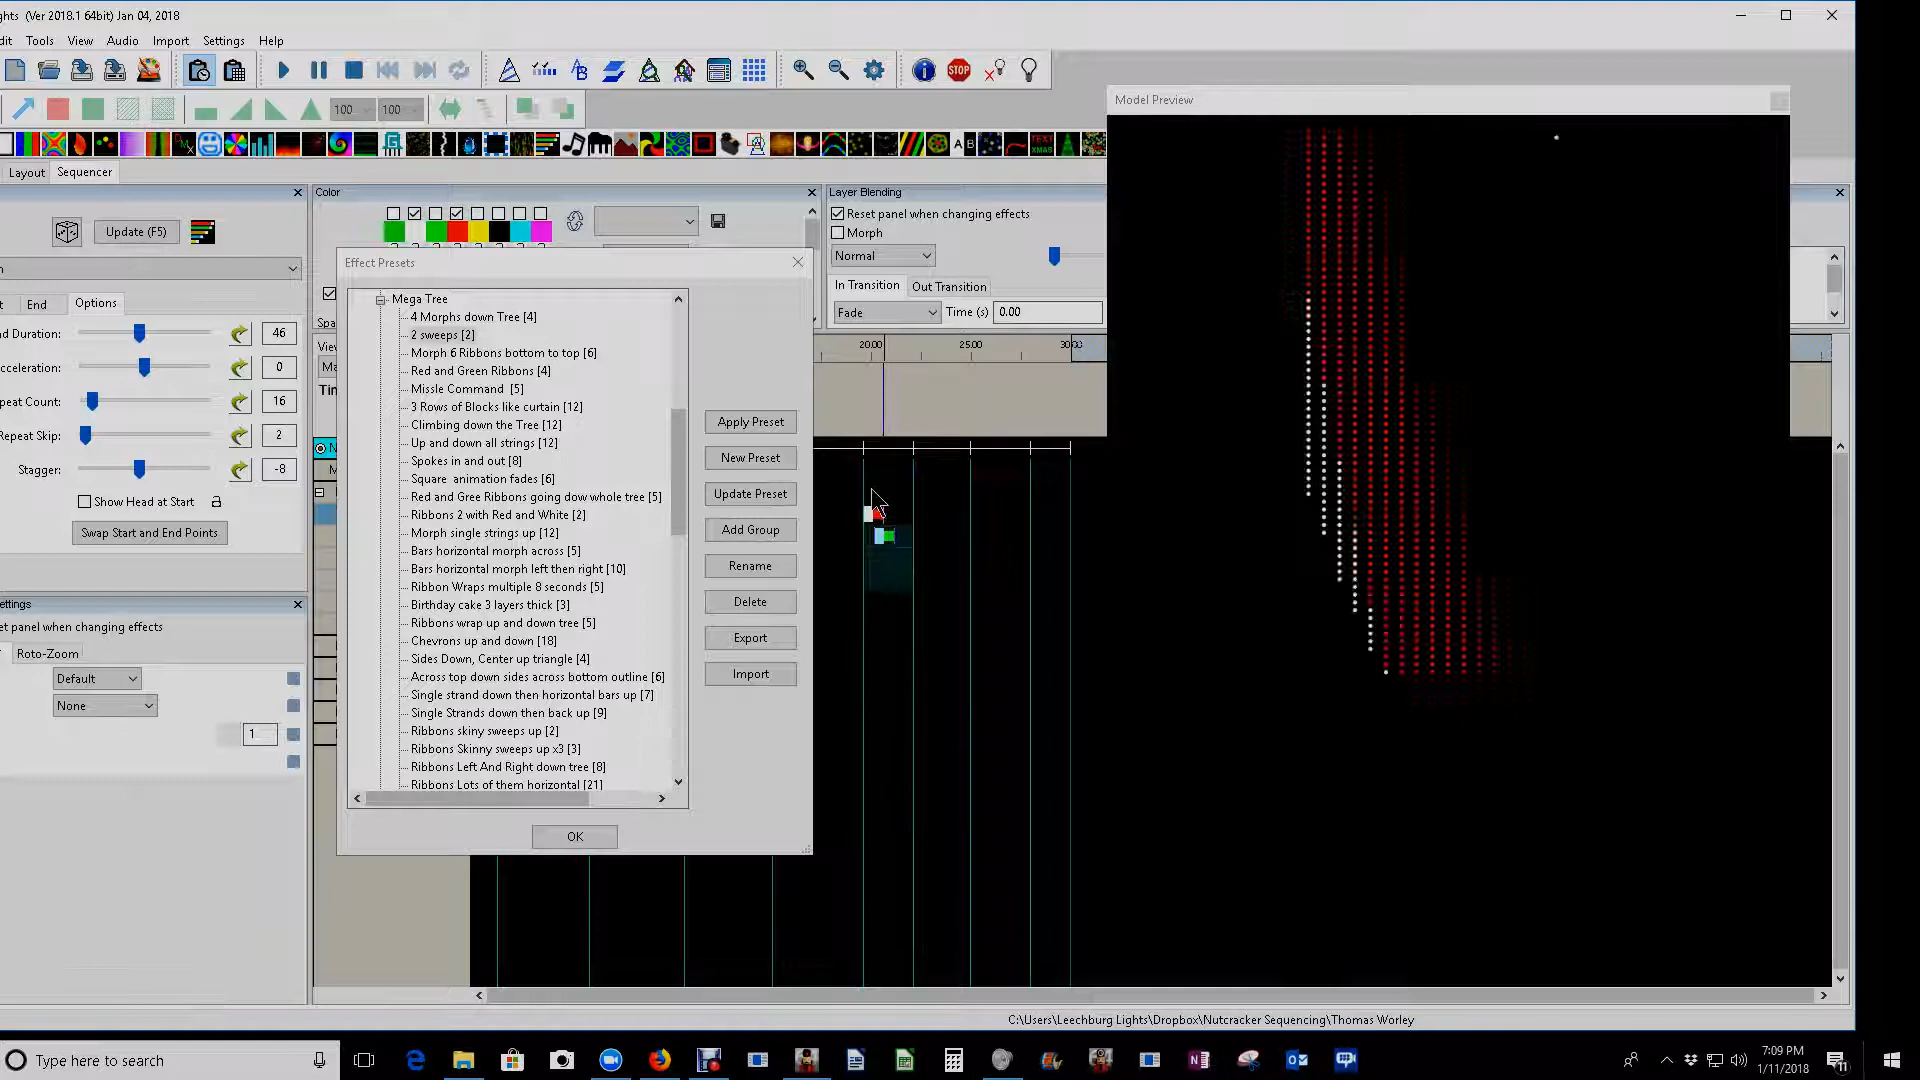 ghts (Ver 2018.1 64bit) Jan 04, 2018
dit Tools View Audio Import Settings Help
100 100
Model Preview
Layout Sequencer
Color
Layer Blending
Update (F5)
Reset panel when changing effects
Morph
Normal
In Transition Out Transition
Fade Time (s) 0.00
t End Options
nd Duration: 46
cceleration: 0
peat Count: 16
Repeat Skip: 2
Stagger: -8
Show Head at Start
Swap Start and End Points
ettings
et panel when changing effects
Roto-Zoom
Default
None
1
Effect Presets
Mega Tree
4 Morphs down Tree [4]
2 sweeps [2]
Morph 6 Ribbons bottom to top [6]
Red and Green Ribbons [4]
Missle Command [5]
3 Rows of Blocks like curtain [12]
Climbing down the Tree [12]
Up and down all strings [12]
Spokes in and out [8]
Square animation fades [6]
Red and Gree Ribbons going dow whole tree [5]
Ribbons 2 with Red and White [2]
Morph single strings up [12]
Bars horizontal morph across [5]
Bars horizontal morph left then right [10]
Ribbon Wraps multiple 8 seconds [5]
Birthday cake 3 layers thick [3]
Ribbons wrap up and down tree [5]
Chevrons up and down [18]
Sides Down, Center up triangle [4]
Across top down sides across bottom outline [6]
Single strand down then horizontal bars up [7]
Single Strands down then back up [9]
Ribbons skiny sweeps up [2]
Ribbons Skinny sweeps up x3 [3]
Ribbons Left And Right down tree [8]
Ribbons Lots of them horizontal [21]
Apply Preset
New Preset
Update Preset
Add Group
Rename
Delete
Export
Import
OK
20.00 25.00 30.00
C:\Users\Leechburg Lights\Dropbox\Nutcracker Sequencing\Thomas Worley
Type here to search
7:09 PM
1/11/2018
11